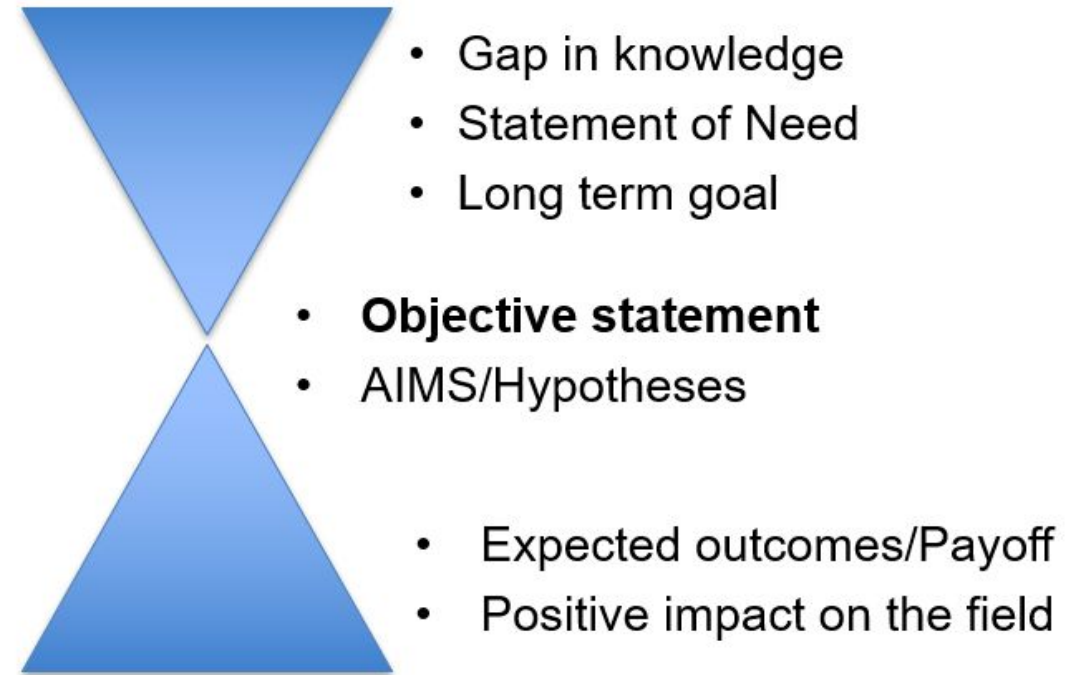 • Gap in knowledge
• Statement of Need
• Long term goal
• Objective statement
• AIMS/Hypotheses
• Expected outcomes/Payoff
• Positive impact on the field